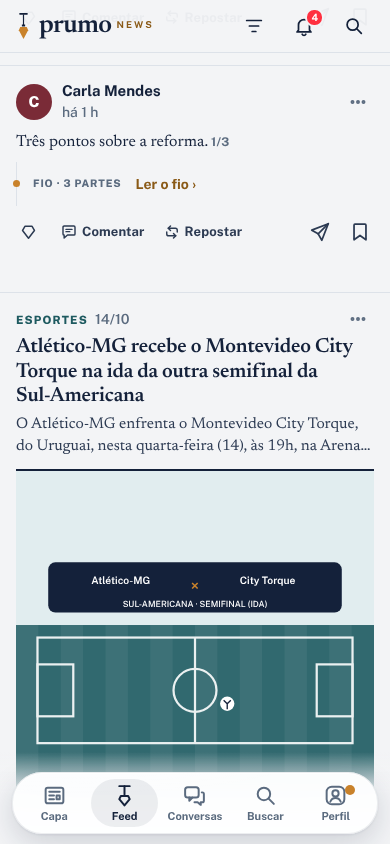 prumo NEWS
4
C
Carla Mendes
há 1 h
Três pontos sobre a reforma. 1/3
FIO · 3 PARTES Ler o fio ›
Comentar Repostar
ESPORTES 14/10
Atlético-MG recebe o Montevideo City
Torque na ida da outra semifinal da
Sul-Americana
O Atlético-MG enfrenta o Montevideo City Torque,
do Uruguai, nesta quarta-feira (14), às 19h, na Arena...
Atlético-MG × City Torque
SUL-AMERICANA · SEMIFINAL (IDA)
Capa Feed Conversas Buscar Perfil